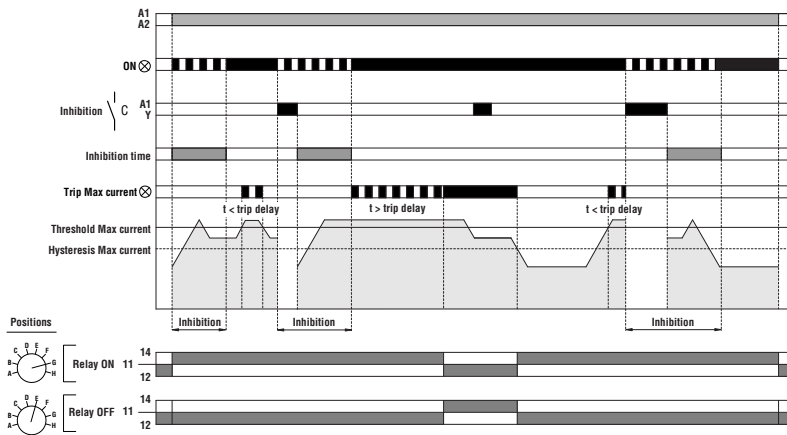 A1
A2
ON
Inhibition C A1
Y
Inhibition time
Trip Max current
t < trip delay t > trip delay t < trip delay
Threshold Max current
Hysteresis Max current
Inhibition Inhibition Inhibition
Positions
A B C D E F G H Relay ON 11 14
12
A B C D E F G H Relay OFF 11 14
12